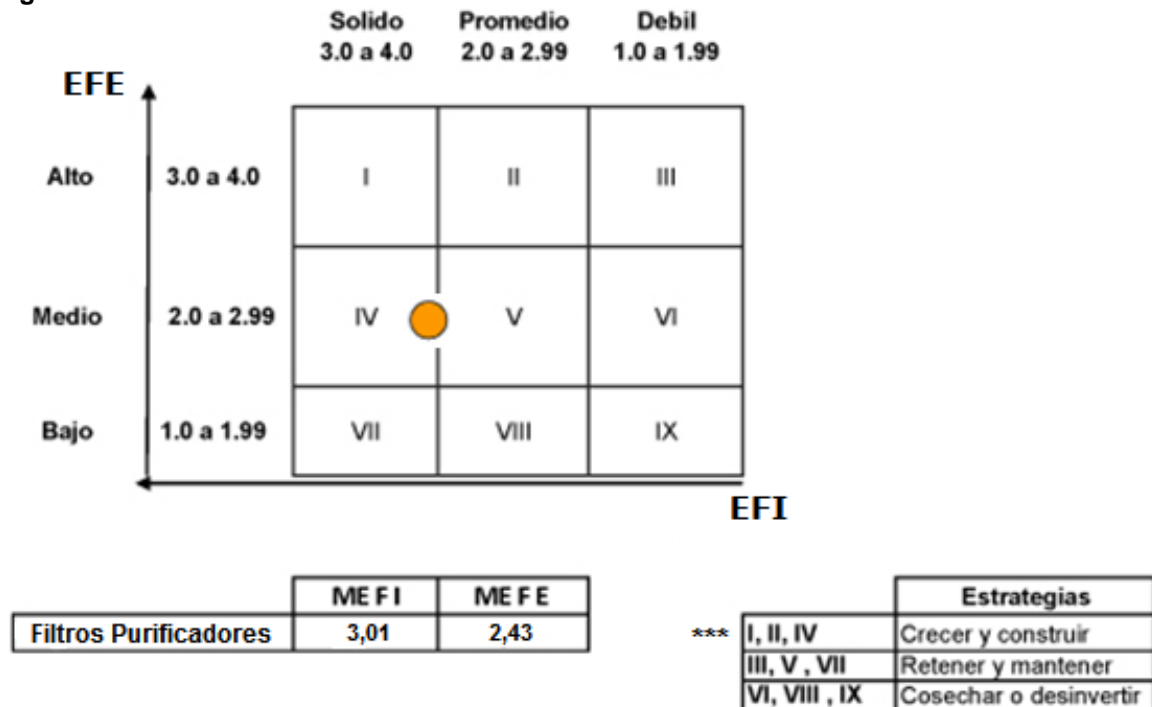 g
Solido Promedio Debil
3.0 a 4.0 2.0 a 2.99 1.0 a 1.99
EFE
Alto 3.0 a 4.0 I II III
Medio 2.0 a 2.99 IV V VI
Bajo 1.0 a 1.99 VII VIII IX
EFI
MEFI MEFE
Filtros Purificadores 3,01 2,43
Estrategias
*** I, II, IV Crecer y construir
III, V , VII Retener y mantener
VI, VIII , IX Cosechar o desinvertir